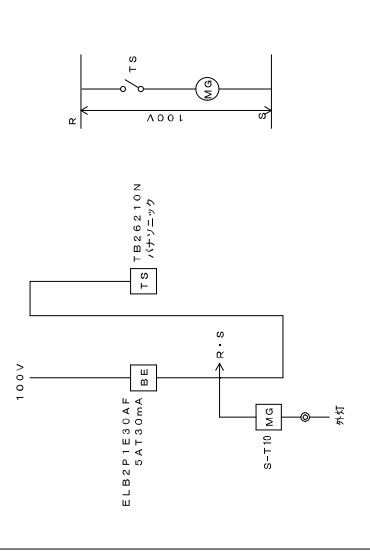 TS
MG
R
100V
S
TB26210N
パナソニック
TS
100V
BE
ELB2P1E30AF
5AT30mA
R・S
MG
S-T10
外灯